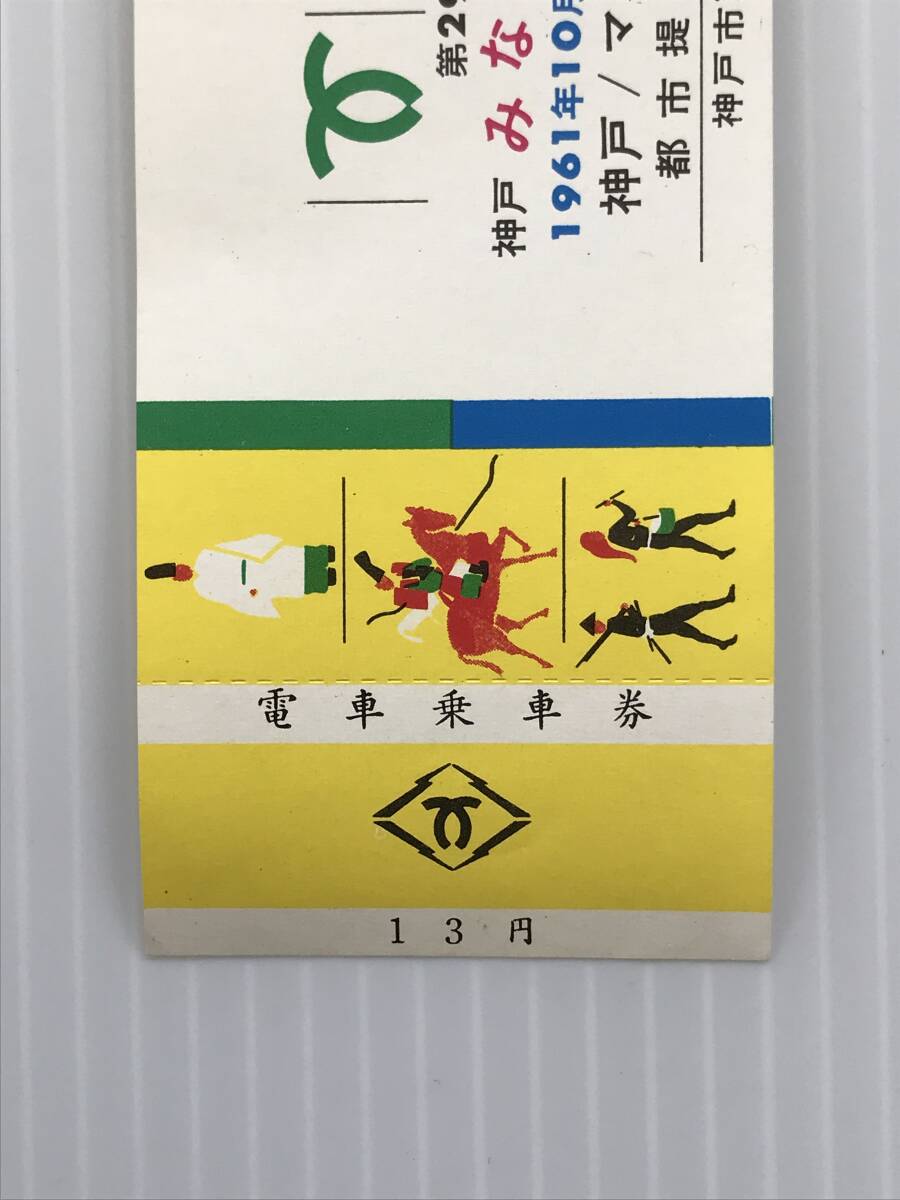 第29
神戸みな
1961年10月
神戸/マ
都市提
神戸市
電車乗車券
13円